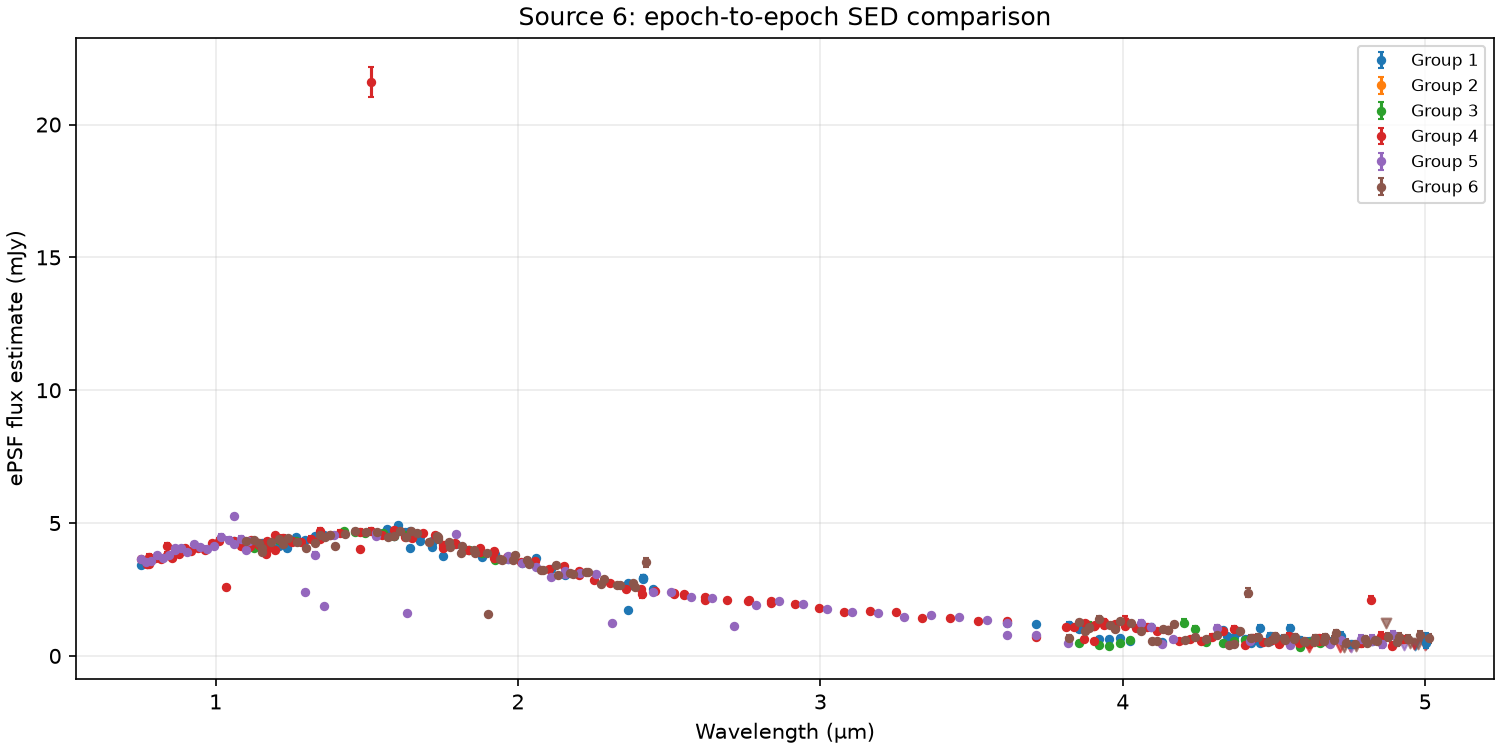 Source 6: epoch-to-epoch SED comparison
ePSF flux estimate (mJy)
20
15
10
5
0
1 2 3 4 5
Wavelength (μm)
Group 1
Group 2
Group 3
Group 4
Group 5
Group 6